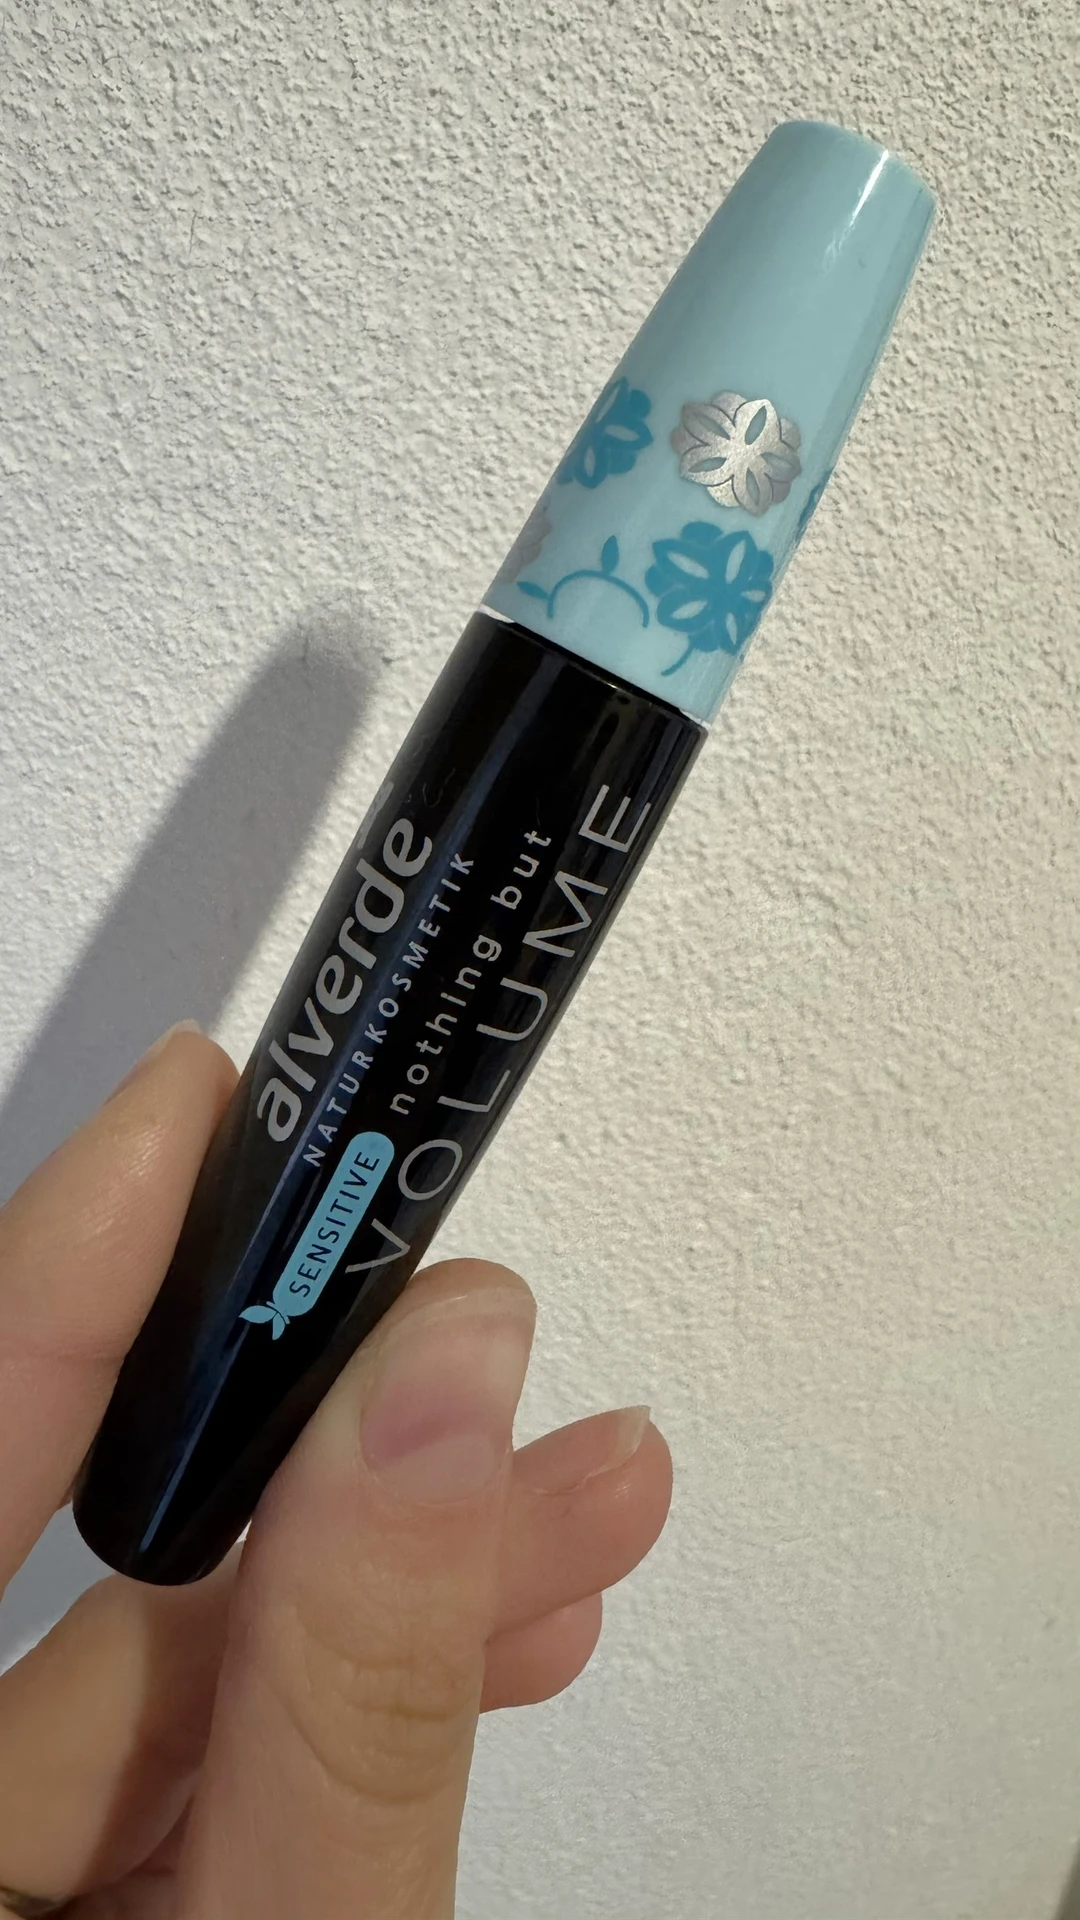 alverde
NATURKOSMETIK
nothing but
VOLUME
SENSITIVE